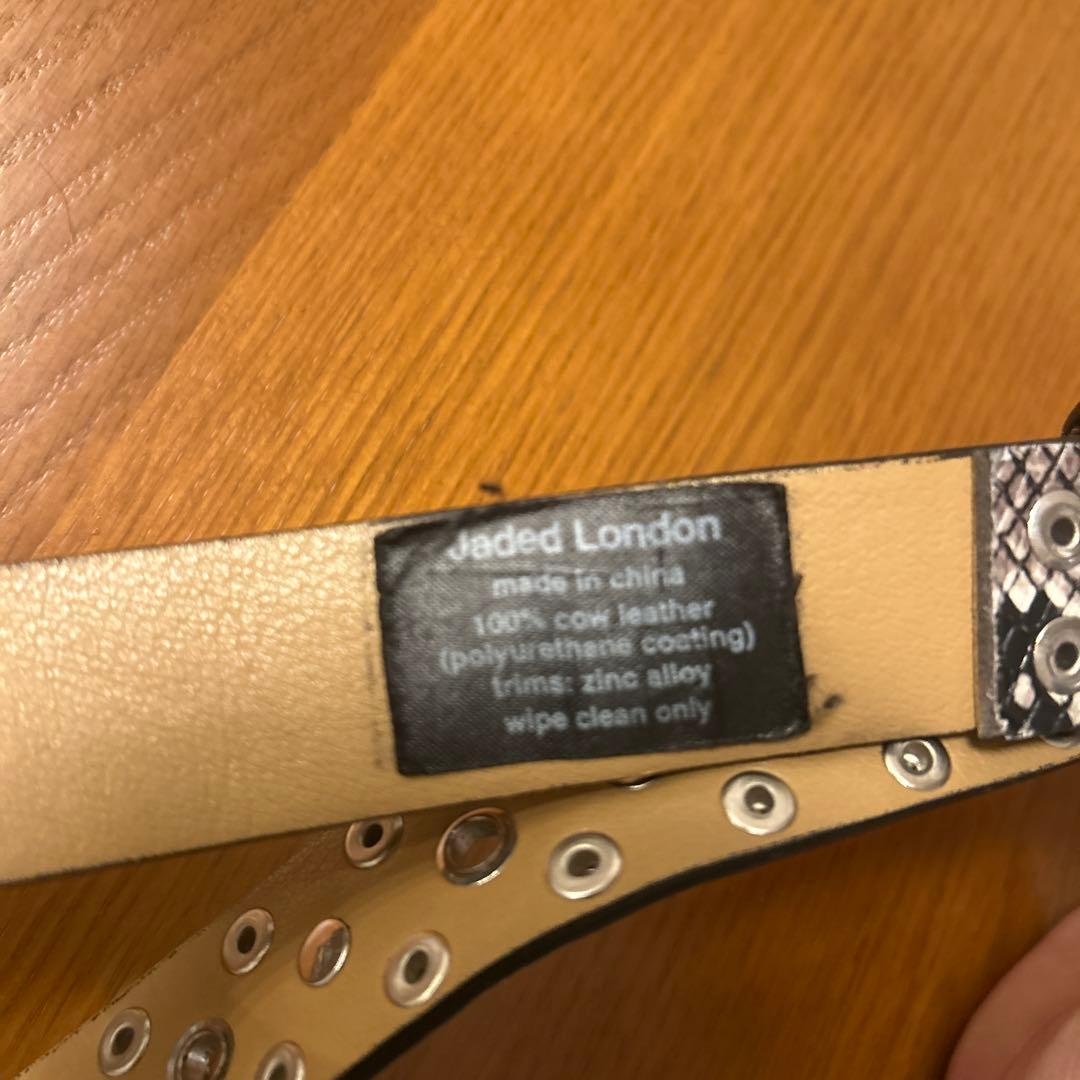 Jaded London
made in china
100% cow leather
(polyurethane coating)
trims: zinc alloy
wipe clean only